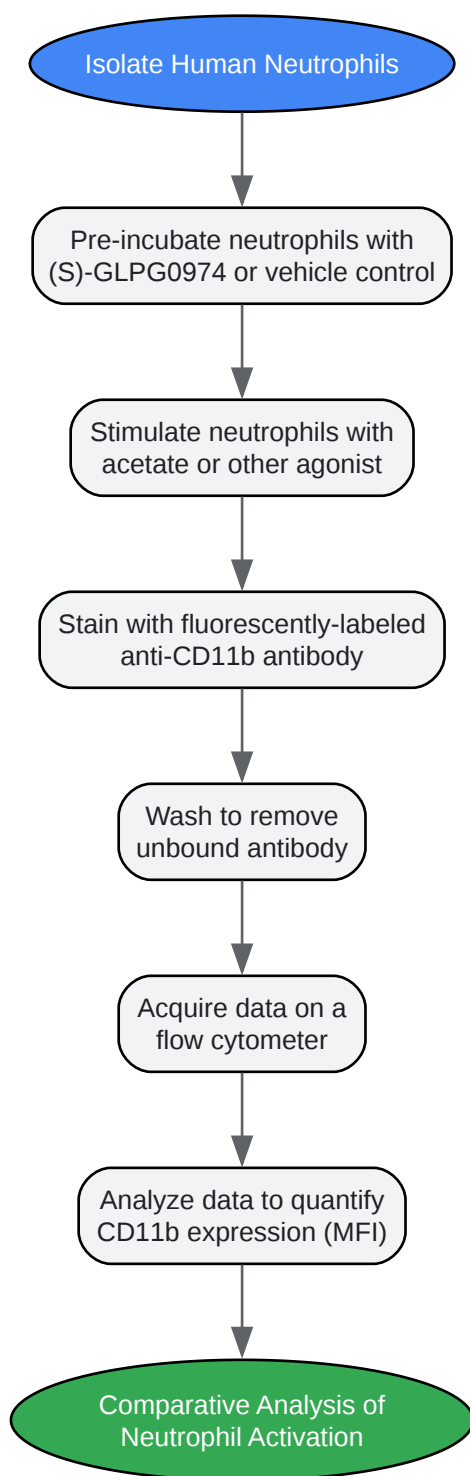 Isolate Human Neutrophils
Pre-incubate neutrophils with
(S)-GLPG0974 or vehicle control
Stimulate neutrophils with
acetate or other agonist
Stain with fluorescently-labeled
anti-CD11b antibody
Wash to remove
unbound antibody
Acquire data on a
flow cytometer
Analyze data to quantify
CD11b expression (MFI)
Comparative Analysis of
Neutrophil Activation